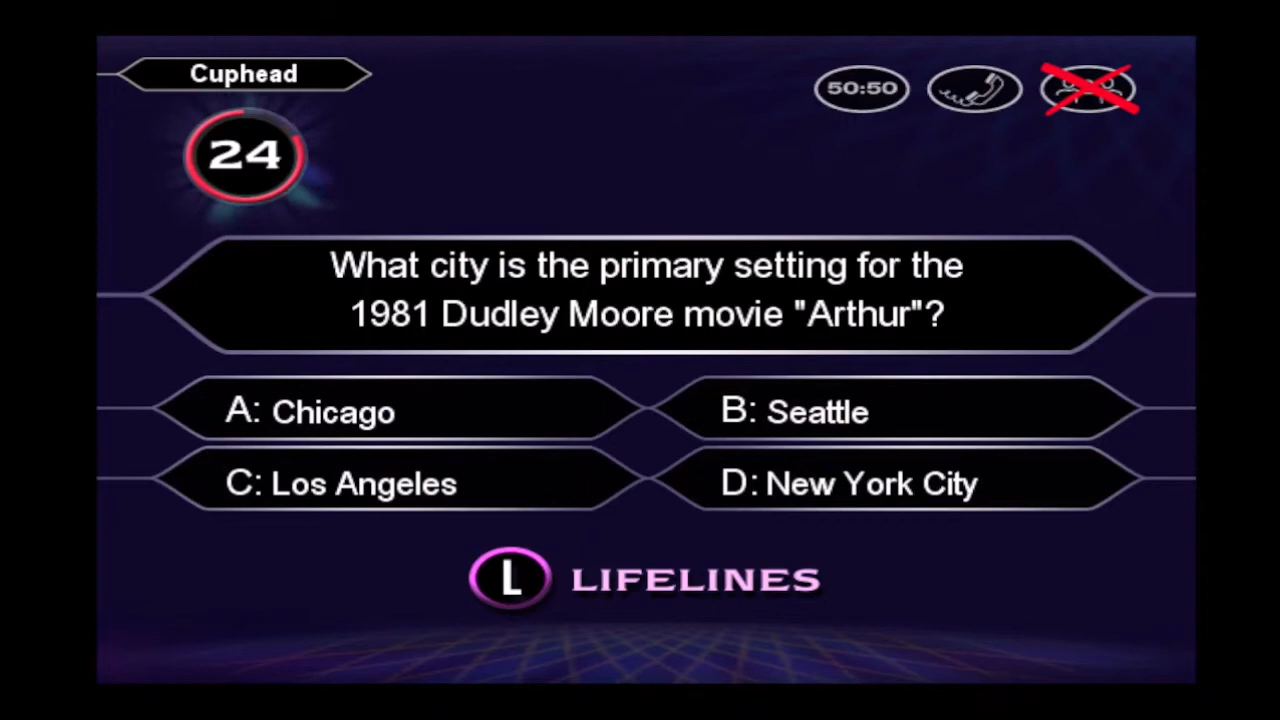 Cuphead
50:50
24
What city is the primary setting for the
1981 Dudley Moore movie "Arthur"?
A: Chicago
B: Seattle
C: Los Angeles
D: New York City
L LIFELINES